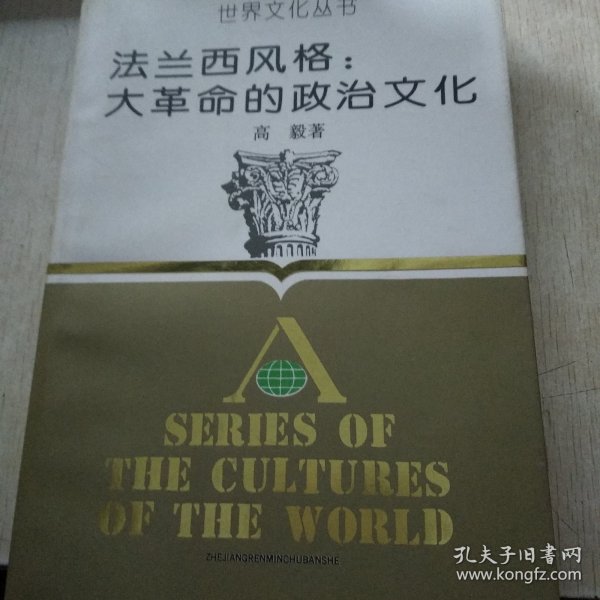 世界文化丛书
法兰西风格：
大革命的政治文化
高 毅著
A
SERIES OF
THE CULTURES
OF THE WORLD
ZHEJIANGRENMINCHUBANSHE
孔夫子旧书网
www.kongfz.com